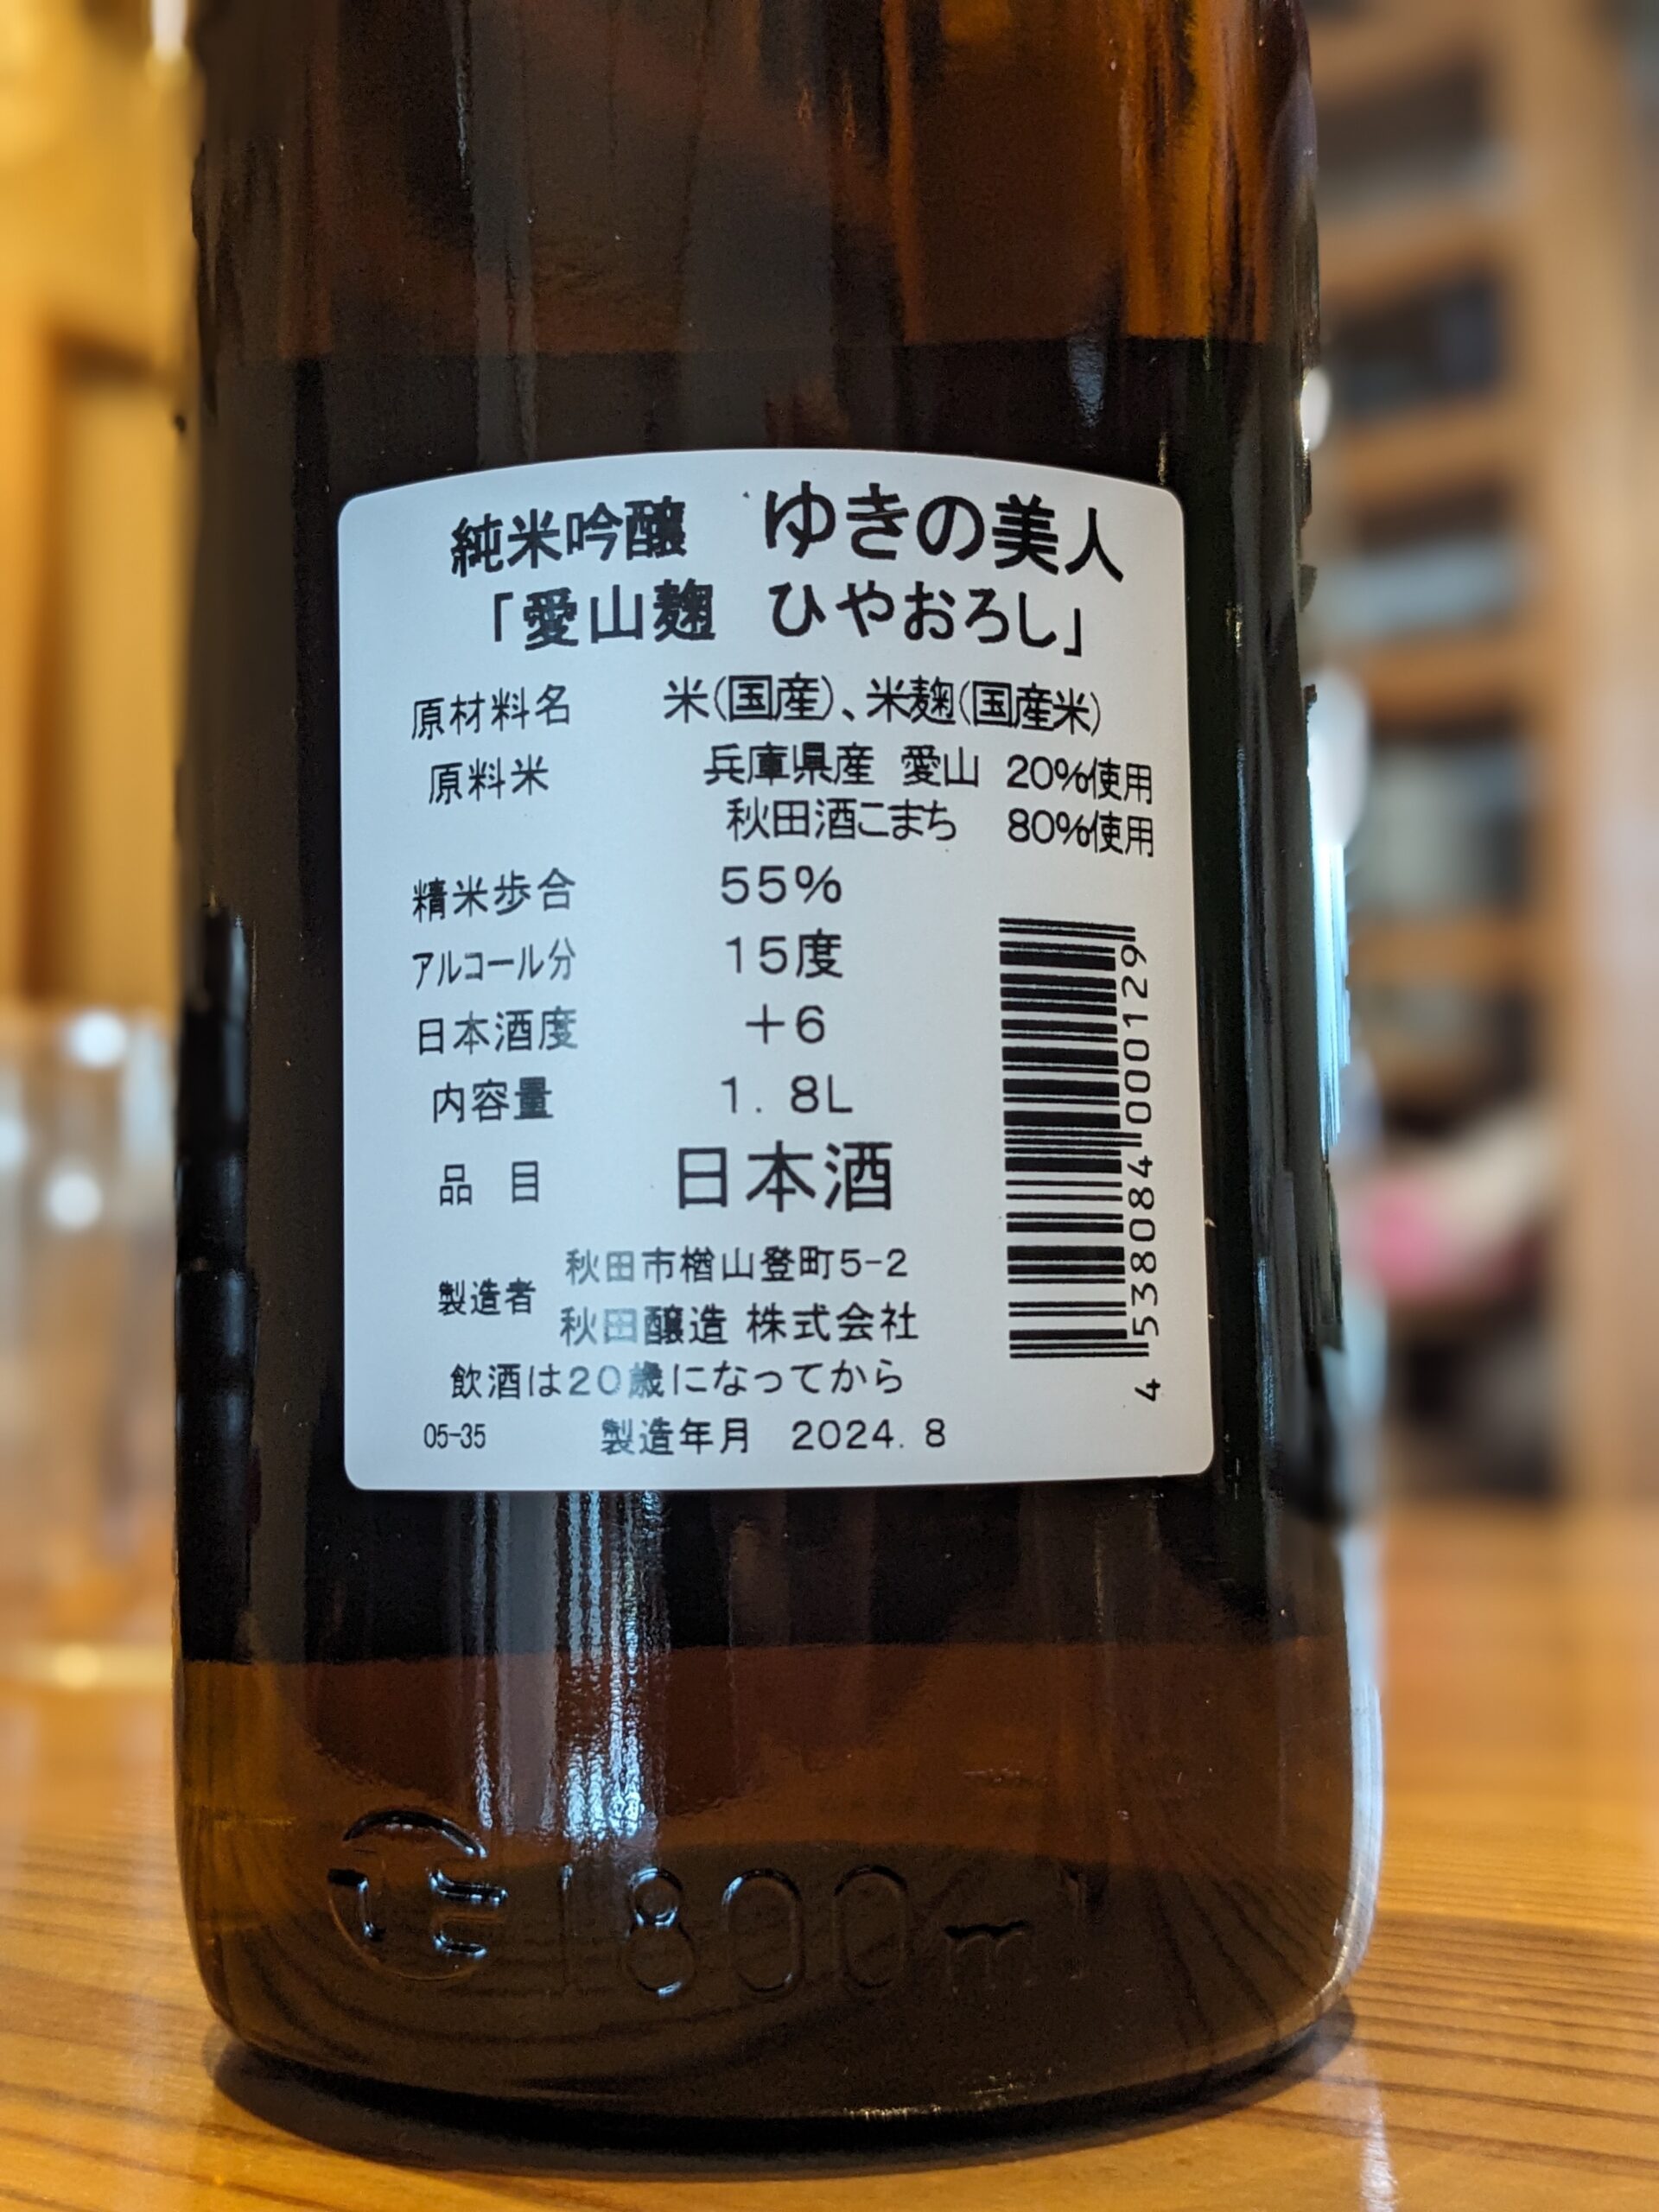 純米吟醸 ゆきの美人
「愛山麹 ひやおろし」
原材料名 米(国産)、米麹(国産米)
原料米 兵庫県産 愛山 20%使用
秋田酒こまち 80%使用
精米歩合 55%
アルコール分 15度
日本酒度 +6
内容量 1.8L
品目 日本酒
製造者 秋田市楢山登町5-2
秋田醸造 株式会社
飲酒は20歳になってから
05-35 製造年月 2024.8
4 538084 000129
1800ml